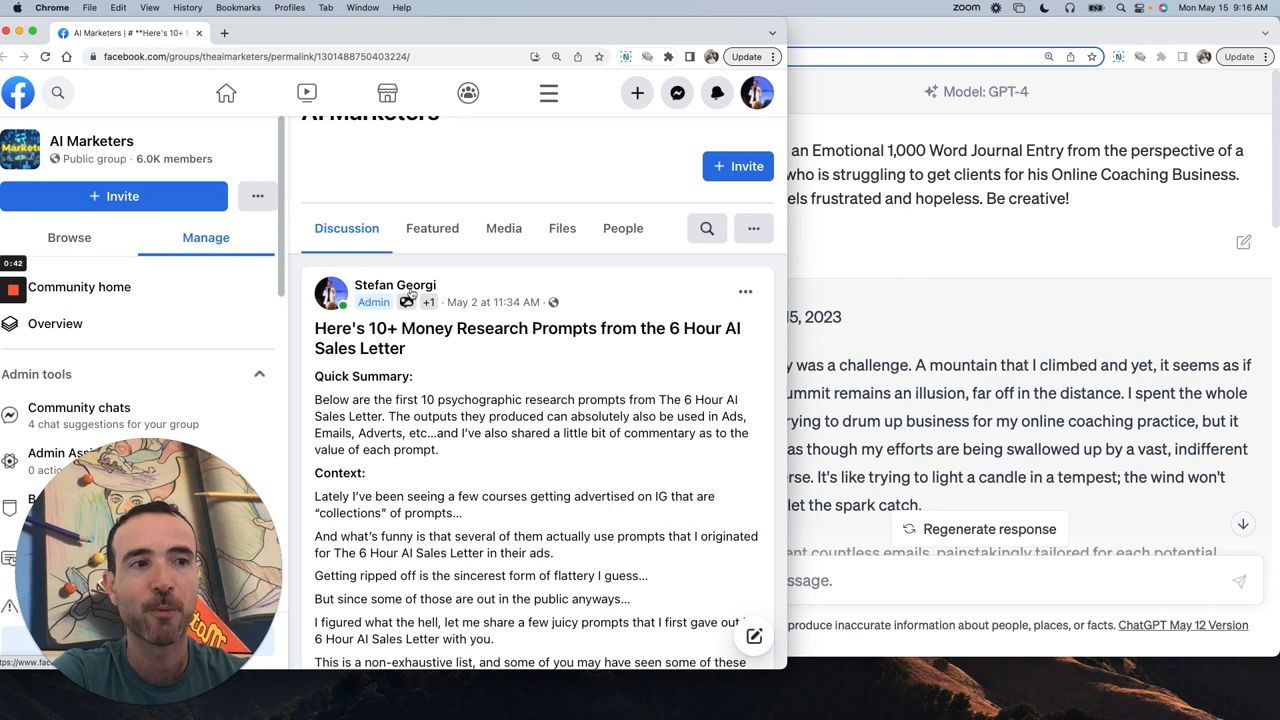 Chrome File Edit View History Bookmarks Profiles Tab Window Help
zoom Mon May 15 9:16 AM
AI Marketers | # **Here's 10+
facebook.com/groups/theaimarketers/permalink/1301488750403224/
Update
Update
AI Marketers
Public group · 6.0K members
+ Invite
Browse
Manage
0:42
Community home
Overview
Admin tools
Community chats
4 chat suggestions for your group
Admin Assi
0 actio
AI Marketers
+ Invite
Discussion Featured Media Files People
Stefan Georgi
Admin +1 · May 2 at 11:34 AM ·
Here's 10+ Money Research Prompts from the 6 Hour AI
Sales Letter
Quick Summary:
Below are the first 10 psychographic research prompts from The 6 Hour AI
Sales Letter. The outputs they produced can absolutely also be used in Ads,
Emails, Adverts, etc...and I've also shared a little bit of commentary as to the
value of each prompt.
Context:
Lately I've been seeing a few courses getting advertised on IG that are
“collections” of prompts...
And what's funny is that several of them actually use prompts that I originated
for The 6 Hour AI Sales Letter in their ads.
Getting ripped off is the sincerest form of flattery I guess...
But since some of those are out in the public anyways...
I figured what the hell, let me share a few juicy prompts that I first gave out
6 Hour AI Sales Letter with you.
This is a non-exhaustive list, and some of you may have seen some of these
Model: GPT-4
an Emotional 1,000 Word Journal Entry from the perspective of a
who is struggling to get clients for his Online Coaching Business.
els frustrated and hopeless. Be creative!
15, 2023
y was a challenge. A mountain that I climbed and yet, it seems as if
ummit remains an illusion, far off in the distance. I spent the whole
rying to drum up business for my online coaching practice, but it
as though my efforts are being swallowed up by a vast, indifferent
rse. It's like trying to light a candle in a tempest; the wind won't
let the spark catch.
Regenerate response
ent countless emails, painstakingly tailored for each potential
ssage.
produce inaccurate information about people, places, or facts. ChatGPT May 12 Version